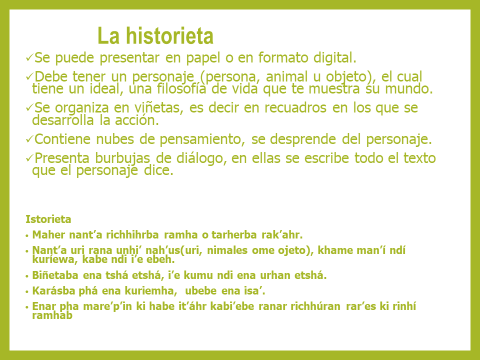 La historieta
✓Se puede presentar en papel o en formato digital.
✓Debe tener un personaje (persona, animal u objeto), el cual
tiene un ideal, una filosofía de vida que te muestra su mundo.
✓Se organiza en viñetas, es decir en recuadros en los que se
desarrolla la acción.
✓Contiene nubes de pensamiento, se desprende del personaje.
✓Presenta burbujas de diálogo, en ellas se escribe todo el texto
que el personaje dice.
Istorieta
• Maher nant'a richhihrba ramha o tarherba rak'ahr.
• Nant'a uri rana unhi' nah'us(uri, nimales ome ojeto), khame man'í ndí
kuriewa, kabe ndi i'e ebeh.
• Biñetaba ena tshá etshá, i'e kumu ndi ena urhan etshá.
• Karásba phá ena kuriemha, ubebe ena isa'.
• Enar pha mare'p'in ki habe it'áhr kabi'ebe ranar richhúran rar'es ki rinhí
ramhab